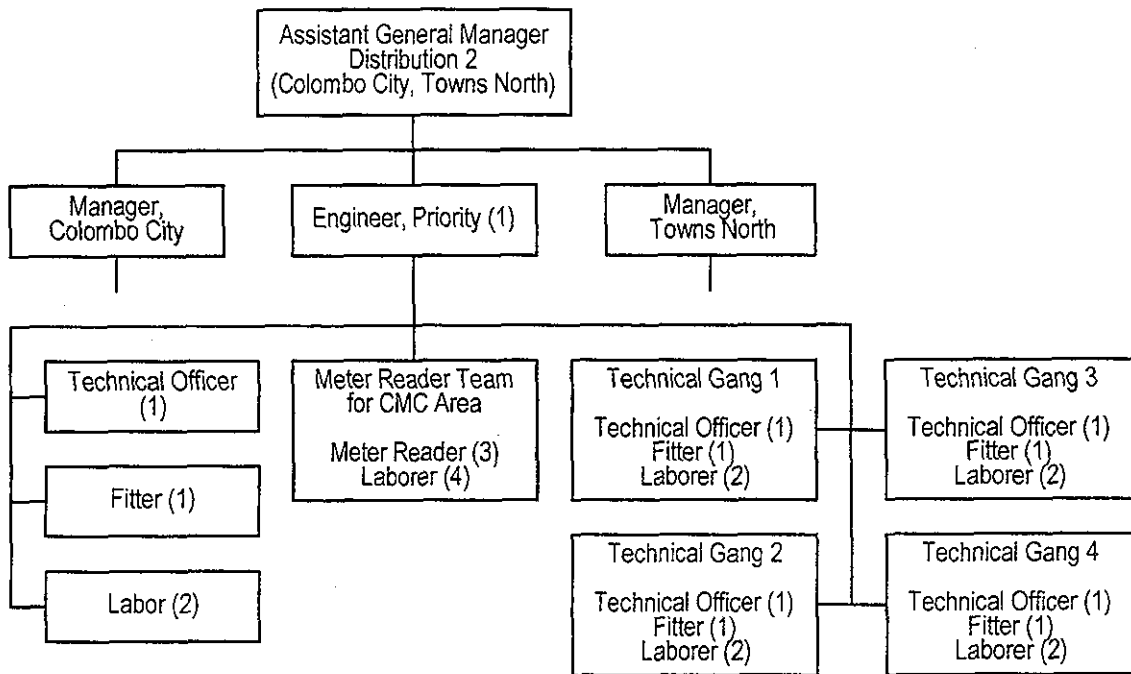 Assistant General Manager
Distribution 2
(Colombo City, Towns North)
Manager,
Colombo City
Engineer, Priority (1)
Manager,
Towns North
Technical Officer
(1)
Fitter (1)
Labor (2)
Meter Reader Team
for CMC Area
Meter Reader (3)
Laborer (4)
Technical Gang 1
Technical Officer (1)
Fitter (1)
Laborer (2)
Technical Gang 3
Technical Officer (1)
Fitter (1)
Laborer (2)
Technical Gang 2
Technical Officer (1)
Fitter (1)
Laborer (2)
Technical Gang 4
Technical Officer (1)
Fitter (1)
Laborer (2)